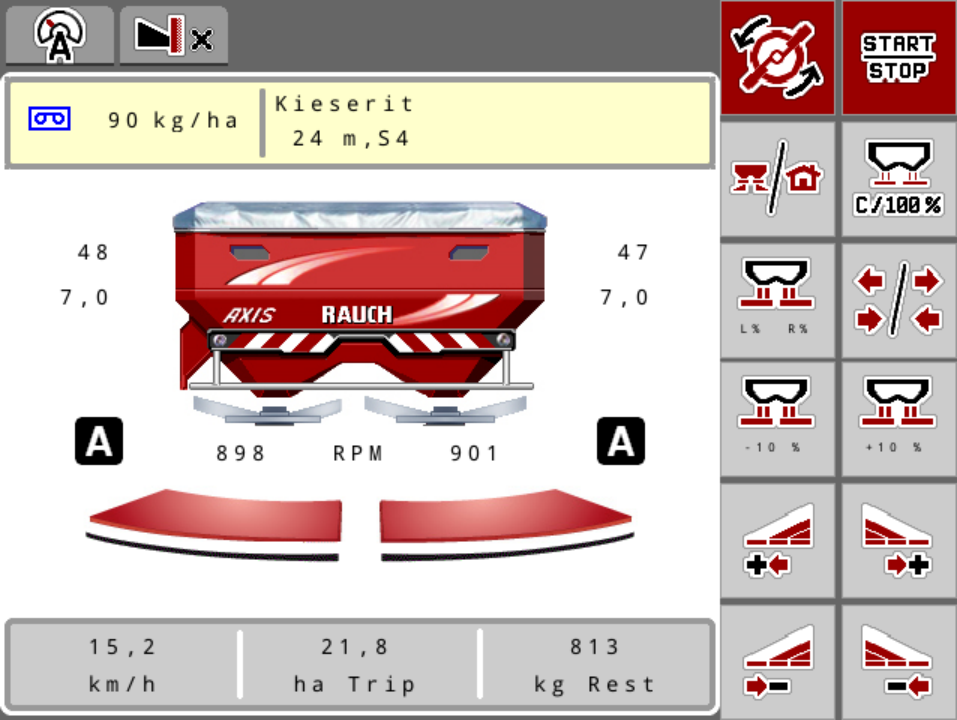 A
START
STOP
90 kg/ha
Kieserit
24 m,S4
C/100%
48
47
7,0
7,0
AXIS
RAUCH
L% R%
A
A
898 RPM 901
-10 %
+10 %
15,2
km/h
21,8
ha Trip
813
kg Rest